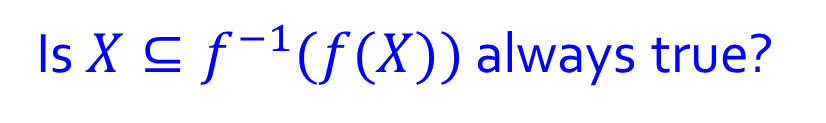 Is X ⊆ f⁻¹(f(X)) always true?